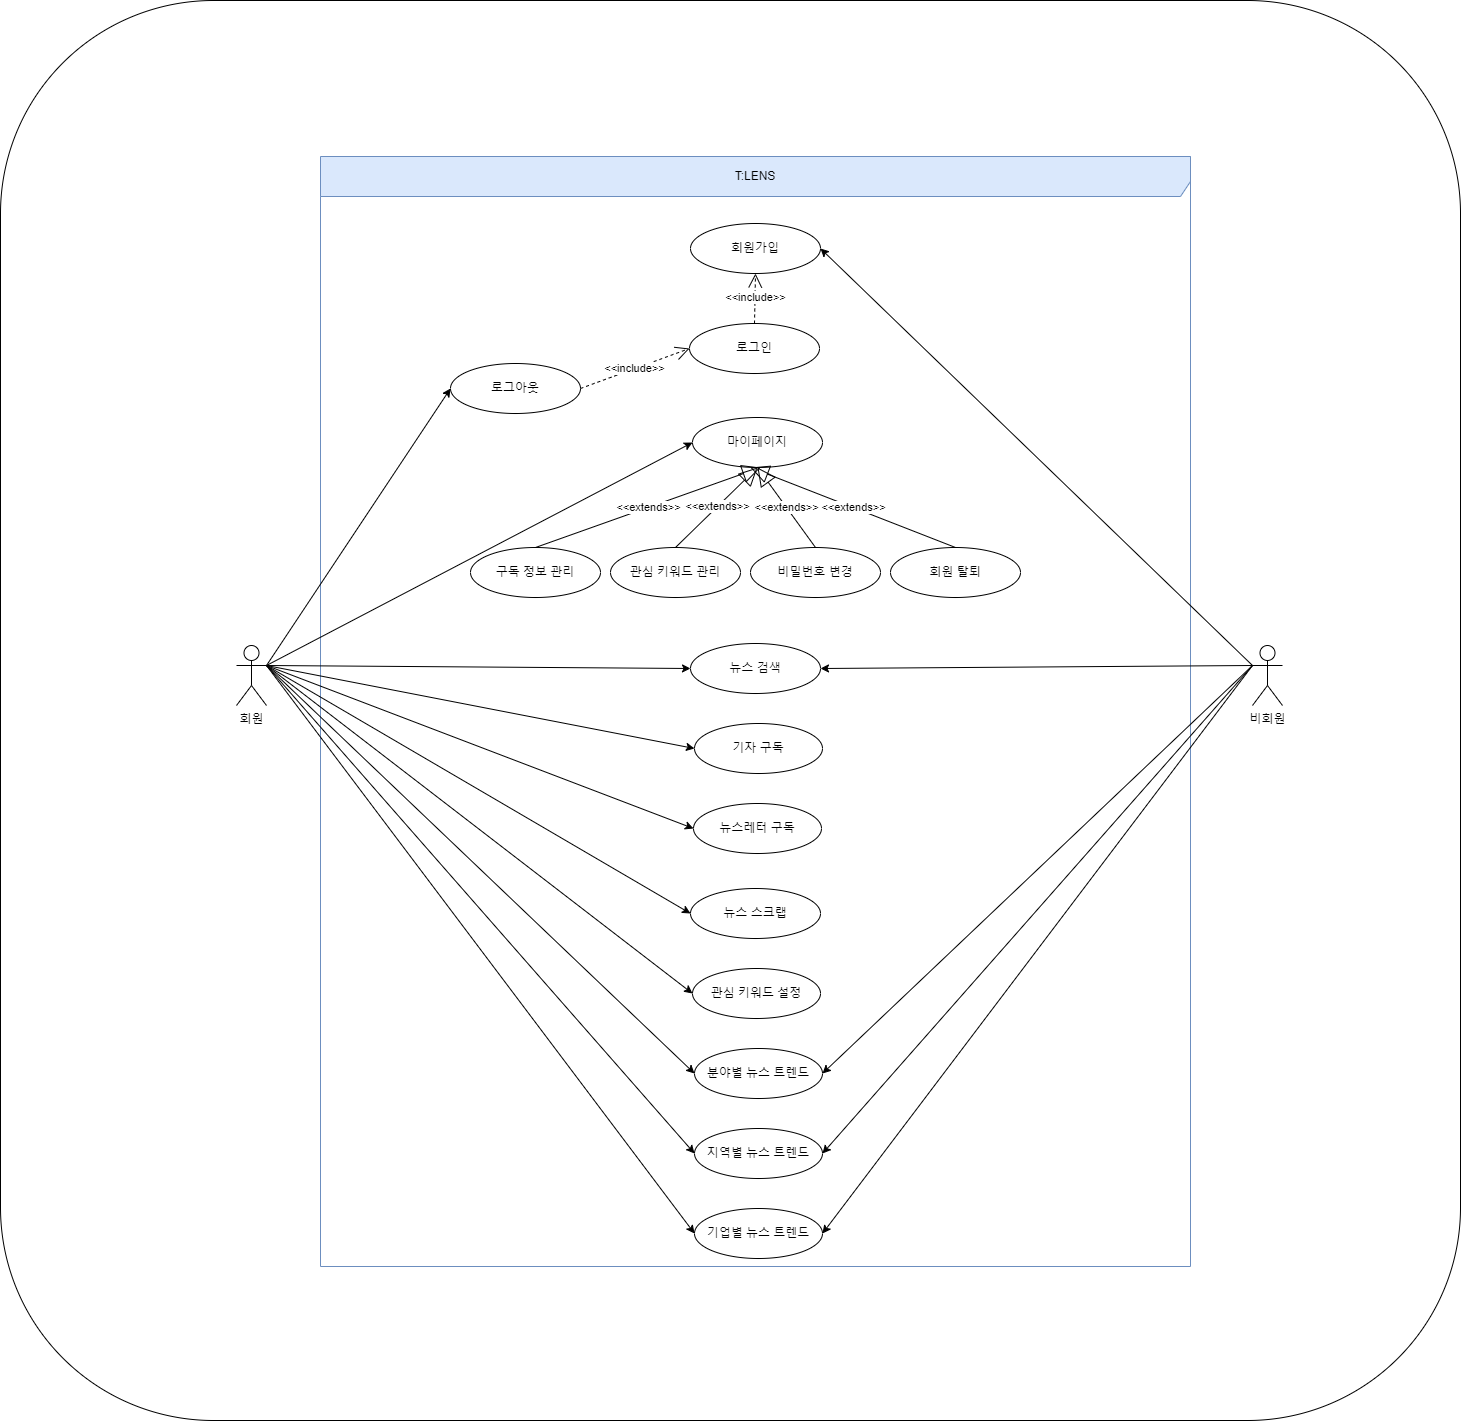 T:LENS
회원가입
<<include>>
로그인
<<include>>
로그아웃
마이페이지
<<extends>> <<extends>> <<extends>> <<extends>>
구독 정보 관리
관심 키워드 관리
비밀번호 변경
회원 탈퇴
뉴스 검색
회원
비회원
기자 구독
뉴스레터 구독
뉴스 스크랩
관심 키워드 설정
분야별 뉴스 트렌드
지역별 뉴스 트렌드
기업별 뉴스 트렌드